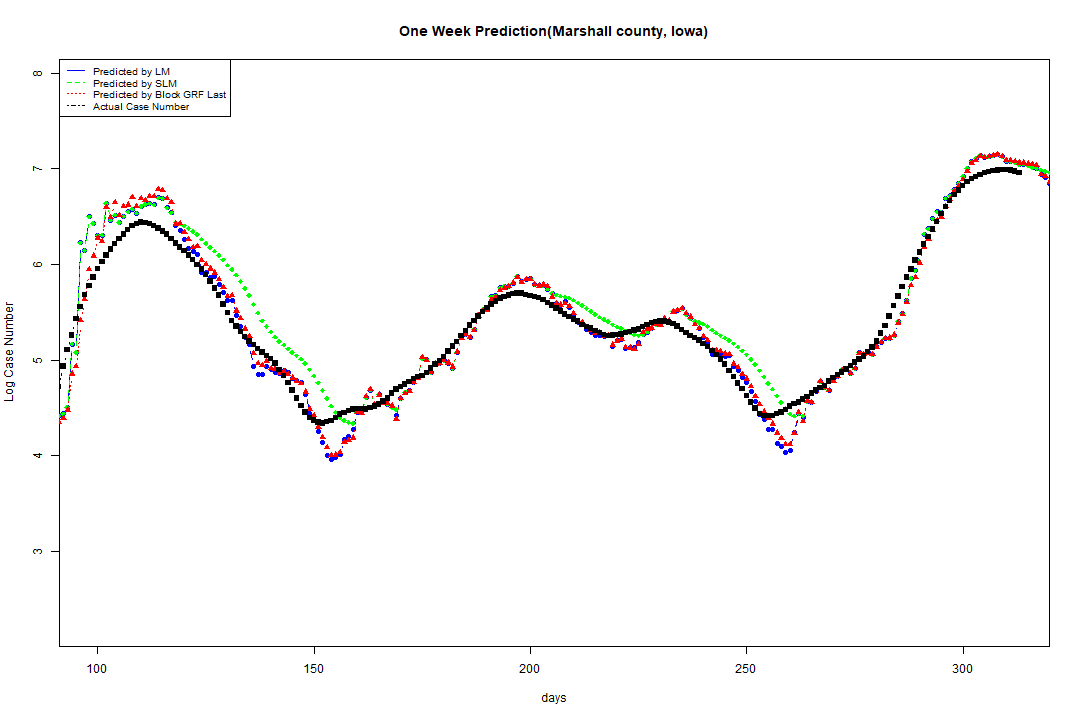 One Week Prediction(Marshall county, Iowa)
Predicted by LM
Predicted by SLM
Predicted by Block GRF Last
Actual Case Number
8
7
6
5
4
3
Log Case Number
100 150 200 250 300
days